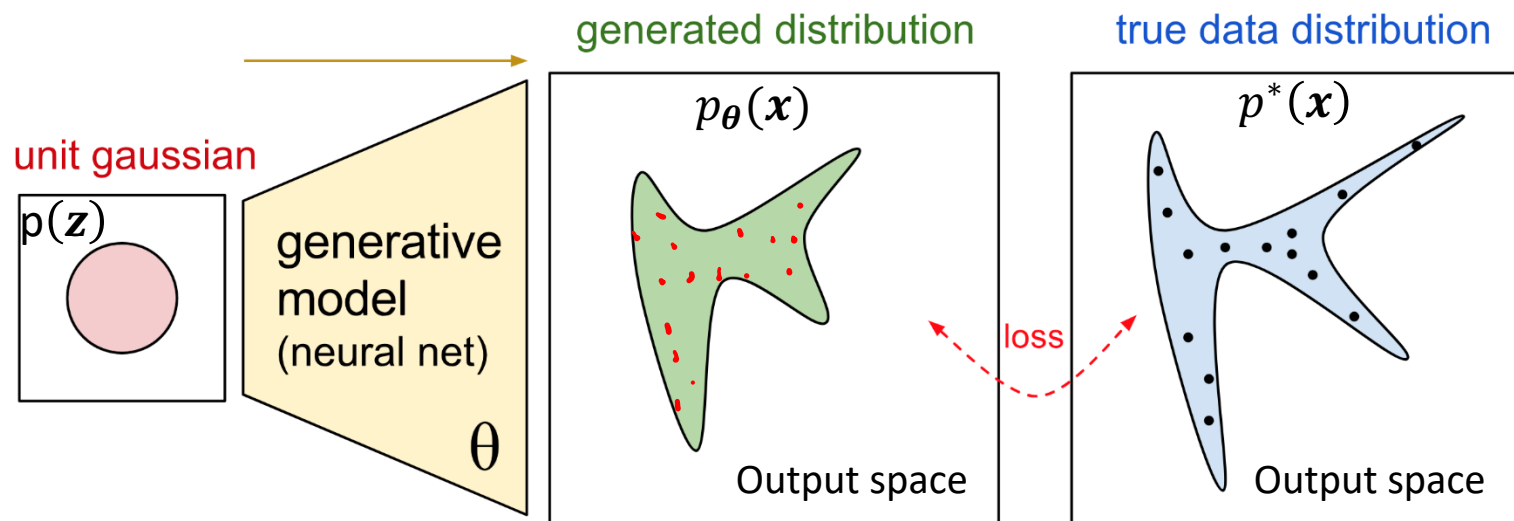 generated distribution
true data distribution
unit gaussian
p(𝒛)
generative
model
(neural net)
θ
p_𝜽(𝒙)
p*(𝒙)
loss
Output space
Output space